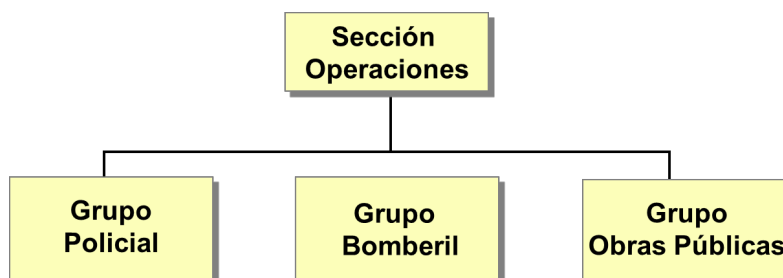 Sección
Operaciones
Grupo
Policial
Grupo
Bomberil
Grupo
Obras Públicas